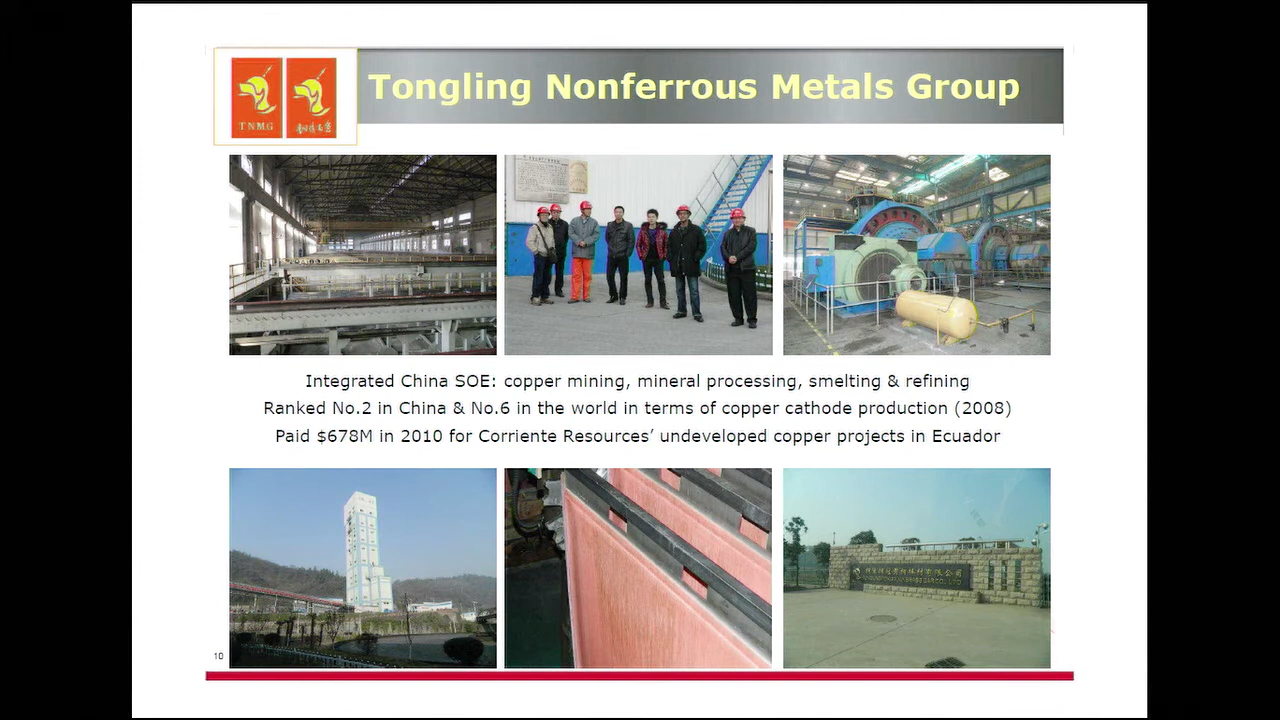 Tongling Nonferrous Metals Group
TNMG
Integrated China SOE: copper mining, mineral processing, smelting & refining
Ranked No.2 in China & No.6 in the world in terms of copper cathode production (2008)
Paid $678M in 2010 for Corriente Resources’ undeveloped copper projects in Ecuador
10